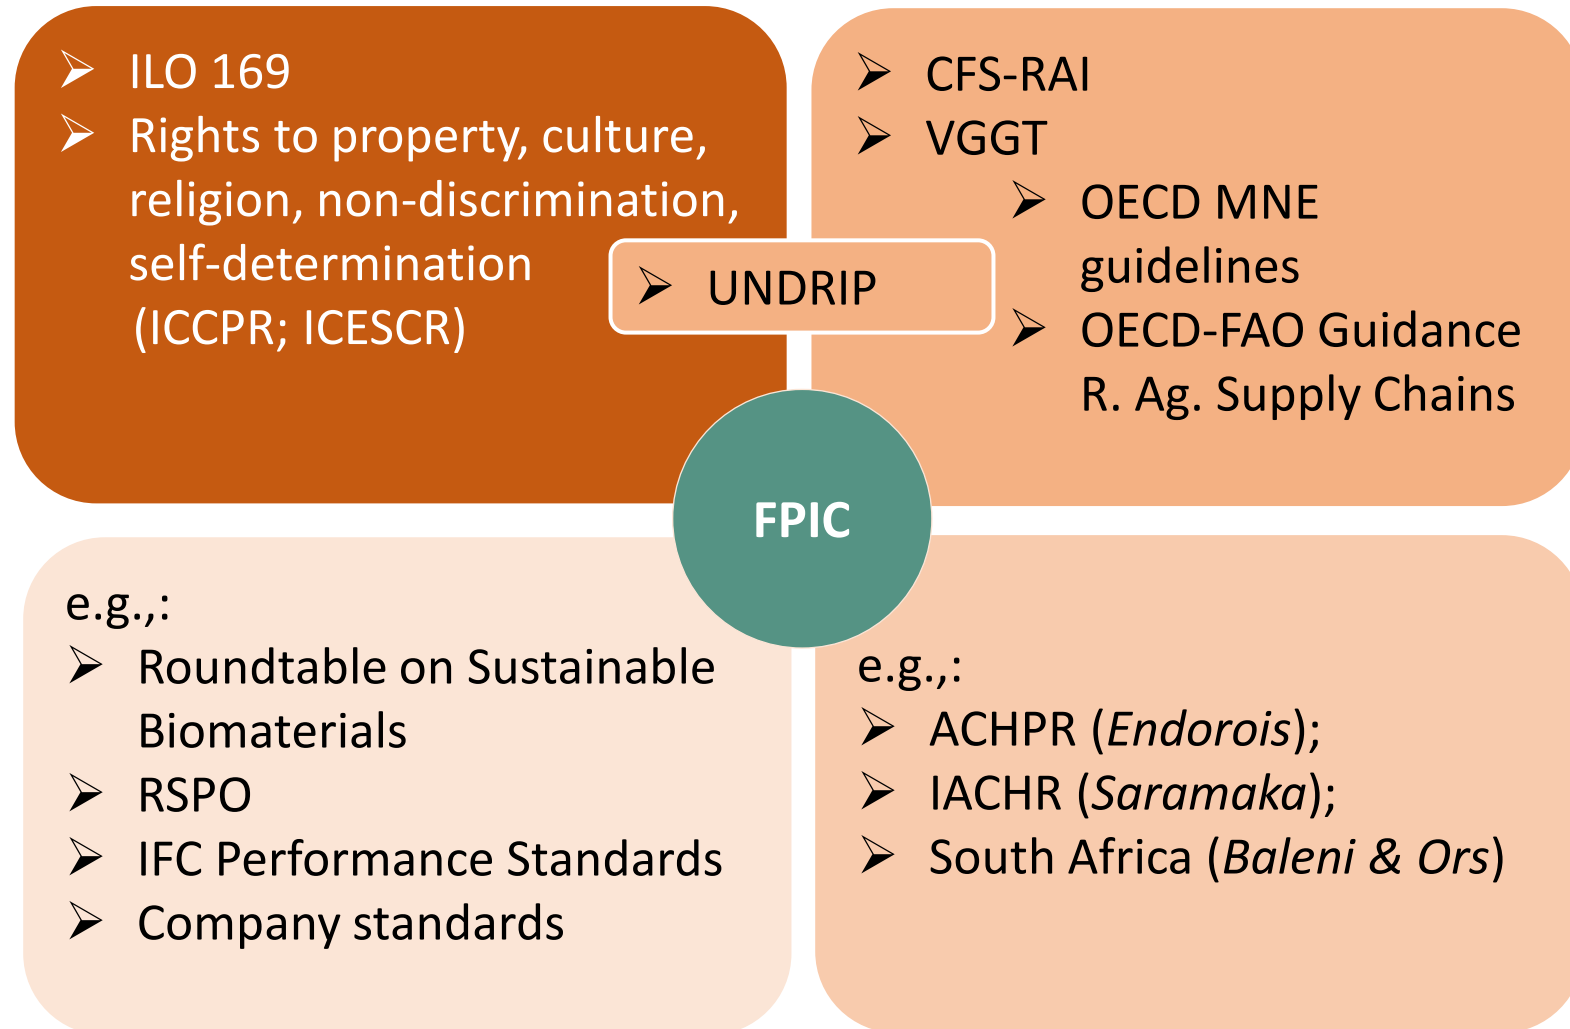 ➢ ILO 169
➢ Rights to property, culture,
religion, non-discrimination,
self-determination
(ICCPR; ICESCR)
➢ UNDRIP
➢ CFS-RAI
➢ VGGT
➢ OECD MNE
guidelines
➢ OECD-FAO Guidance
R. Ag. Supply Chains
FPIC
e.g.,:
➢ Roundtable on Sustainable
Biomaterials
➢ RSPO
➢ IFC Performance Standards
➢ Company standards
e.g.,:
➢ ACHPR (Endorois);
➢ IACHR (Saramaka);
➢ South Africa (Baleni & Ors)